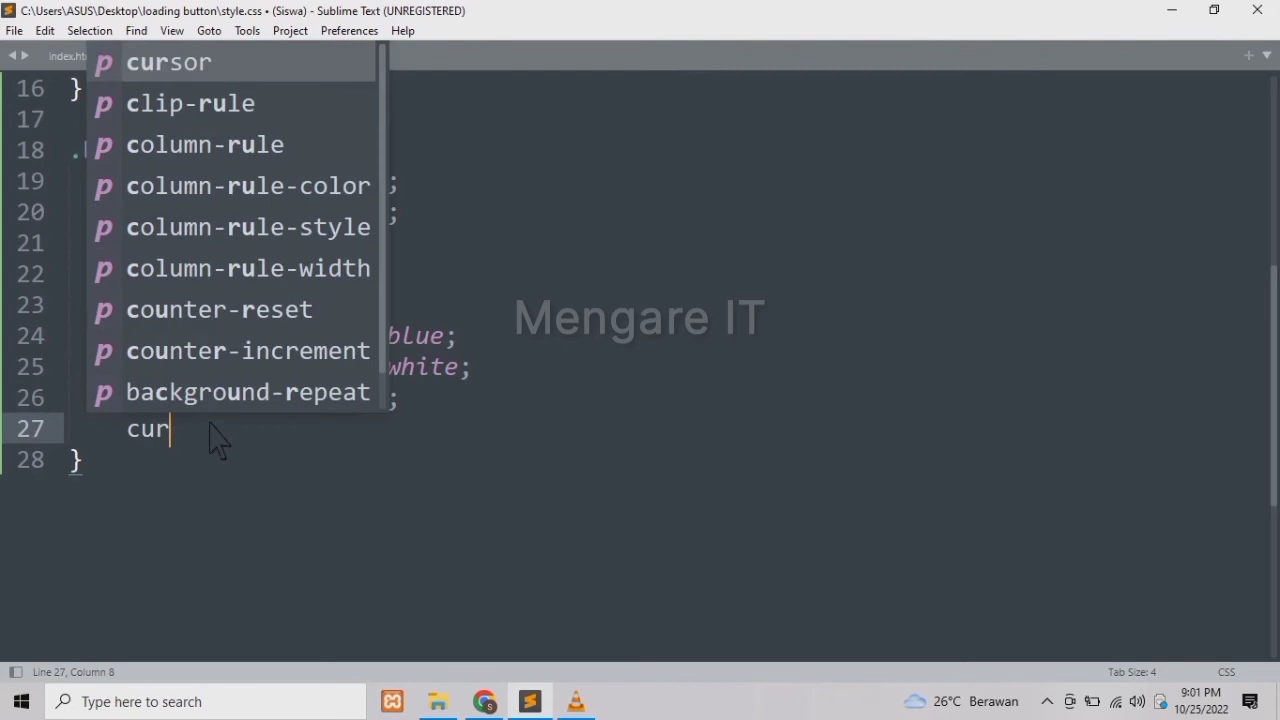 C:\Users\ASUS\Desktop\loading button\style.css • (Siswa) - Sublime Text (UNREGISTERED)
File Edit Selection Find View Goto Tools Project Preferences Help
cursor
16 }
clip-rule
17
column-rule
18 .
column-rule-color
19 ;
column-rule-style
20 ;
21
column-rule-width
22
counter-reset
23
Mengare IT
24 blue;
counter-increment
25 white;
background-repeat
26 ;
27 cur
28 }
Line 27, Column 8 Tab Size: 4 CSS
Type here to search 26°C Berawan 9:01 PM
10/25/2022